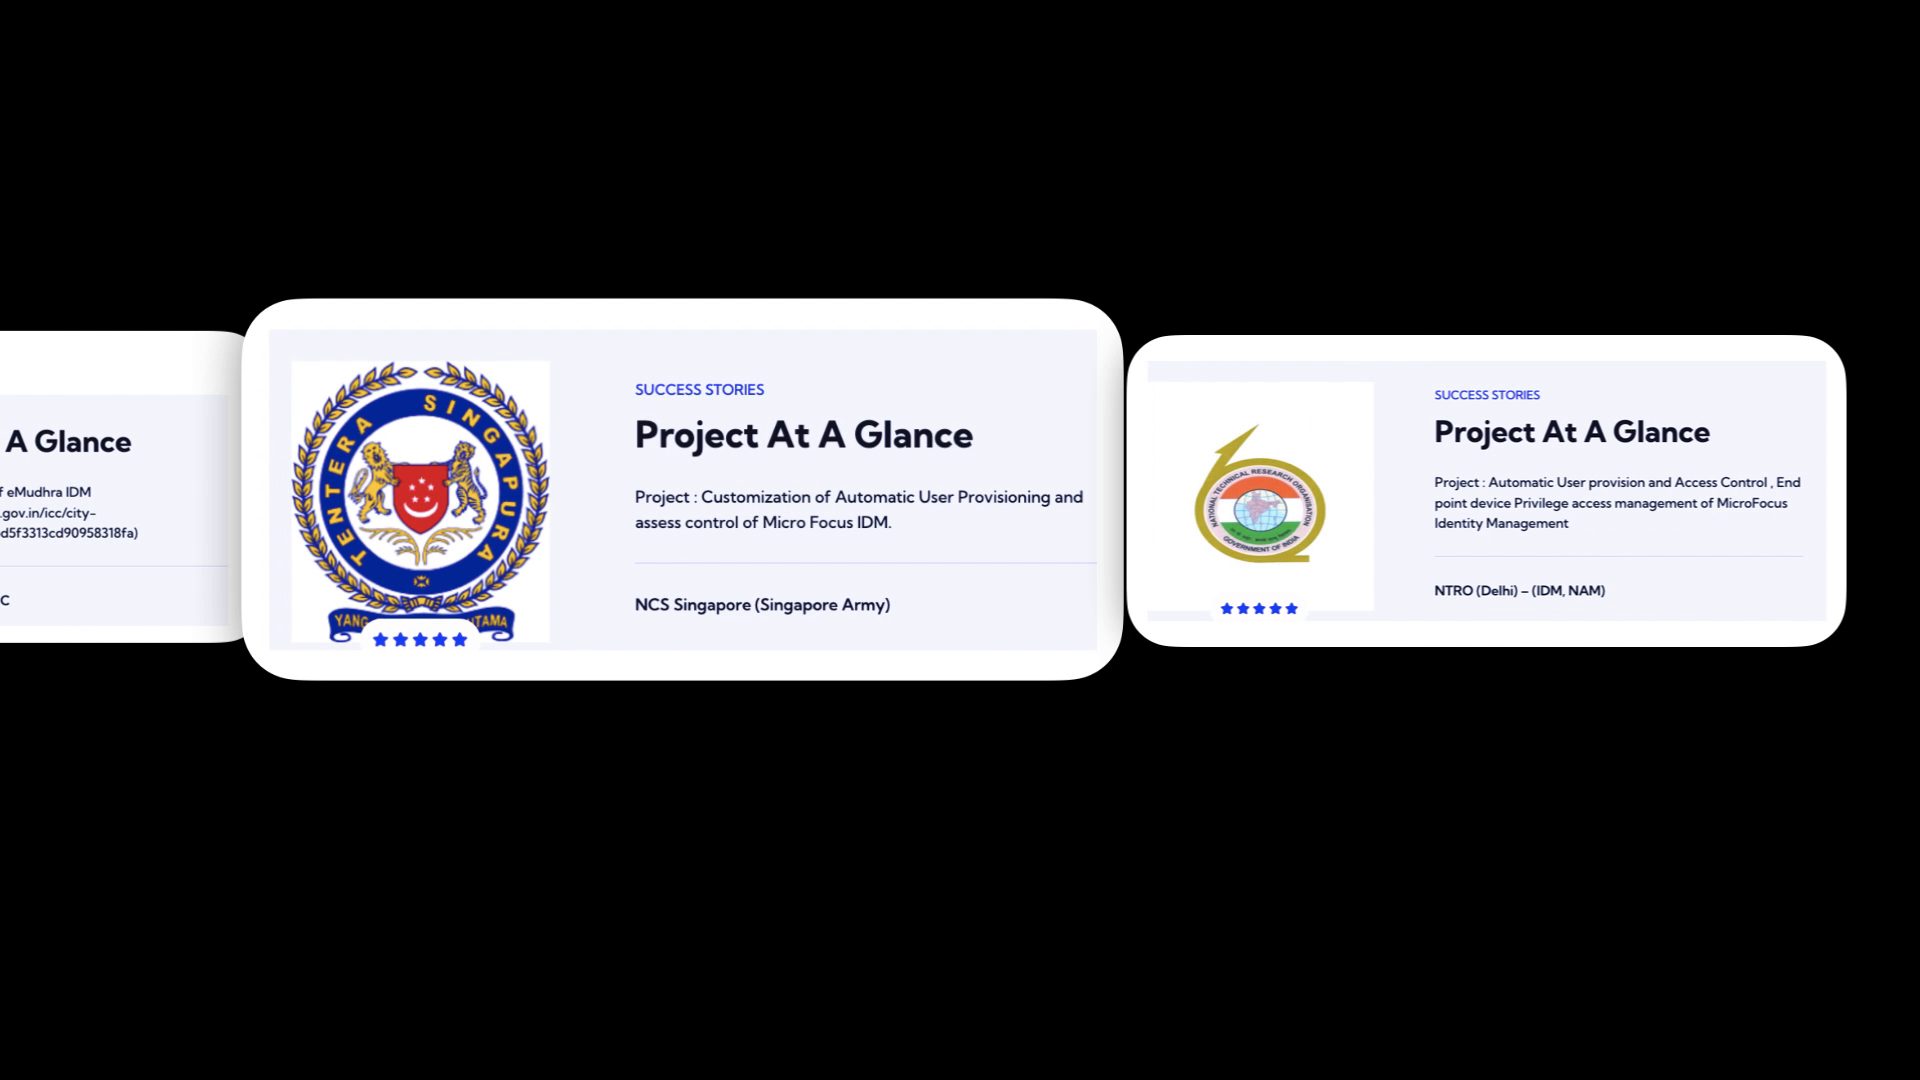 A Glance
f eMudhra IDM
.gov.in/icc/city-
d5f3313cd90958318fa)
C
TENTERA SINGAPURA
YANG
UTAMA
SUCCESS STORIES
Project At A Glance
Project : Customization of Automatic User Provisioning and
assess control of Micro Focus IDM.
NCS Singapore (Singapore Army)
NATIONAL TECHNICAL RESEARCH ORGANISATION
GOVERNMENT OF INDIA
SUCCESS STORIES
Project At A Glance
Project : Automatic User provision and Access Control , End
point device Privilege access management of MicroFocus
Identity Management
NTRO (Delhi) – (IDM, NAM)